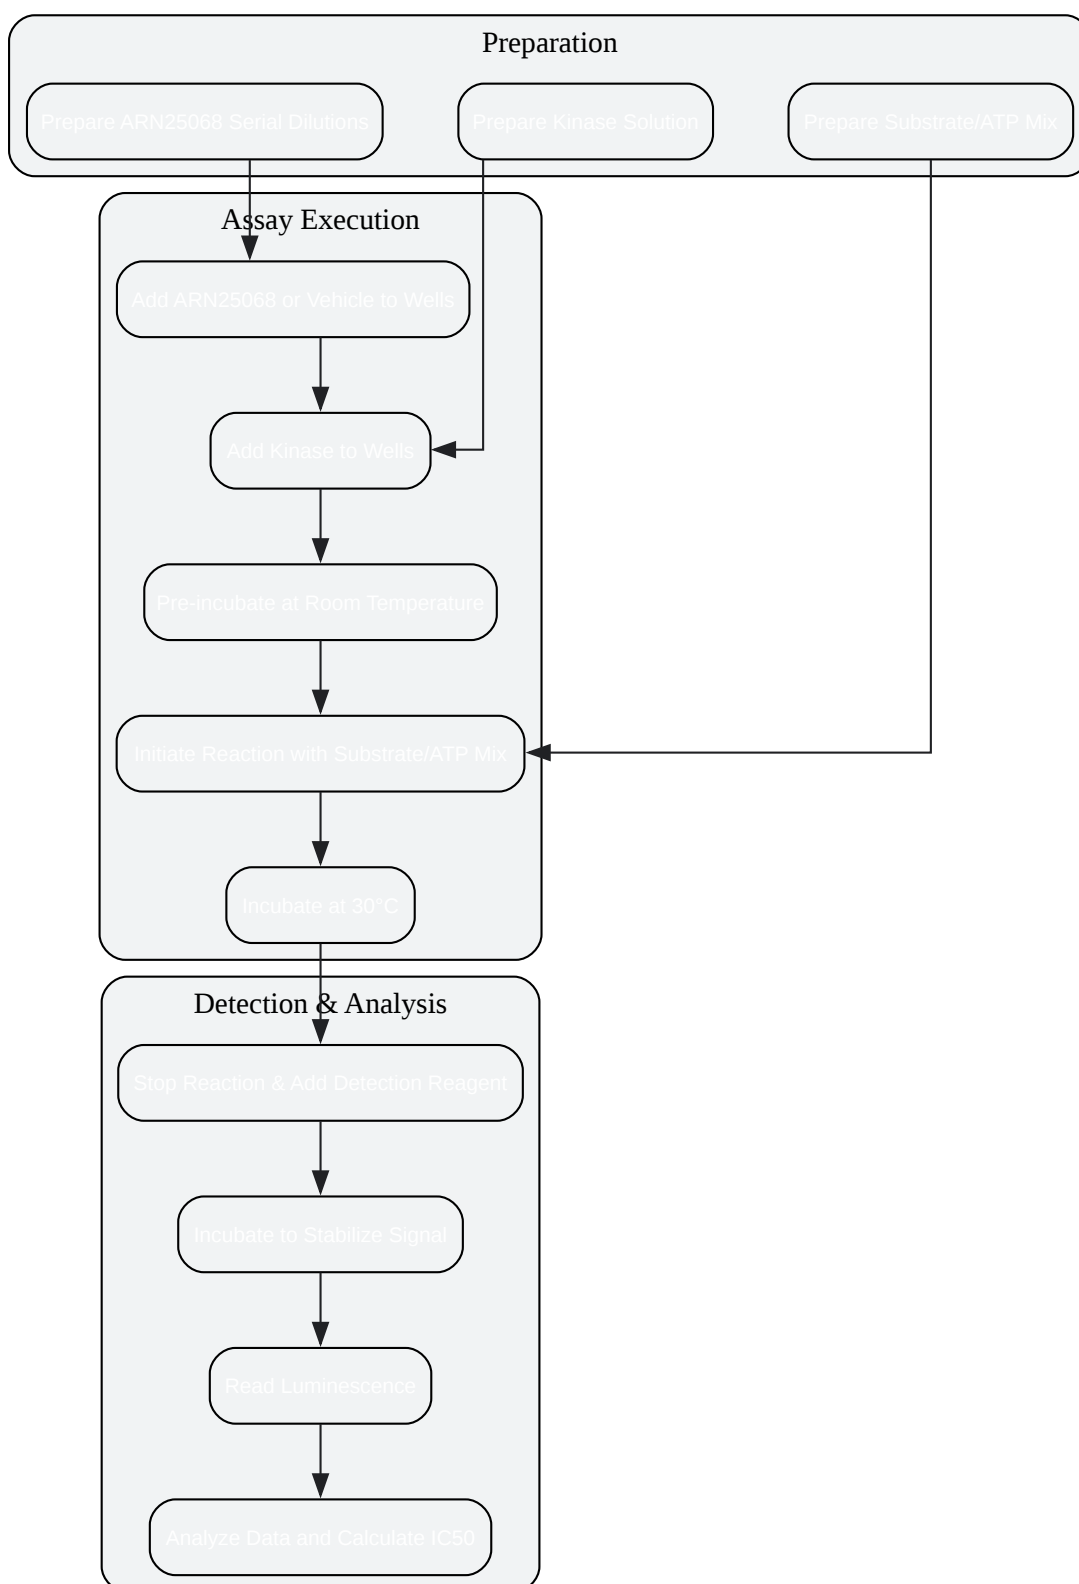 Preparation
Prepare ARN25068 Serial Dilutions
Prepare Kinase Solution
Prepare Substrate/ATP Mix
Assay Execution
Add ARN25068 or Vehicle to Wells
Add Kinase to Wells
Pre-incubate at Room Temperature
Initiate Reaction with Substrate/ATP Mix
Incubate at 30°C
Detection & Analysis
Stop Reaction & Add Detection Reagent
Incubate to Stabilize Signal
Read Luminescence
Analyze Data and Calculate IC50